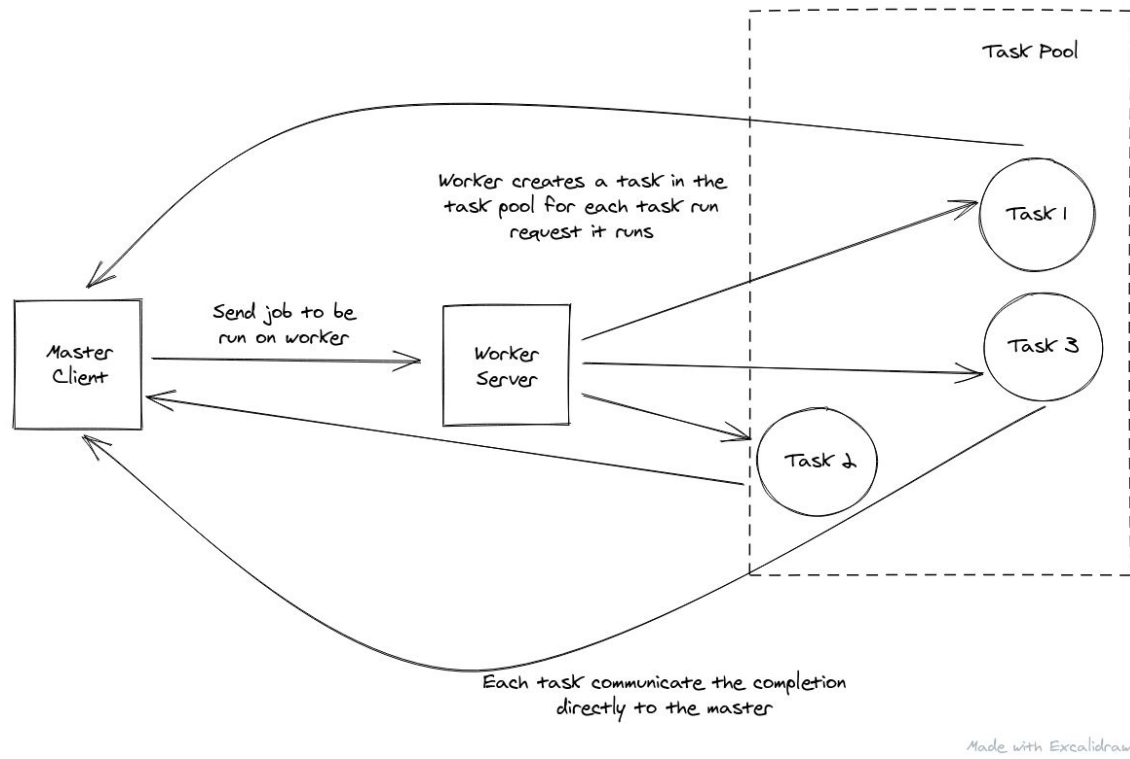 Task Pool
Worker creates a task in the
task pool for each task run
request it runs
Task 1
Send job to be
run on worker
Master
Client
Worker
Server
Task 3
Task 2
Each task communicate the completion
directly to the master
Made with Excalidraw